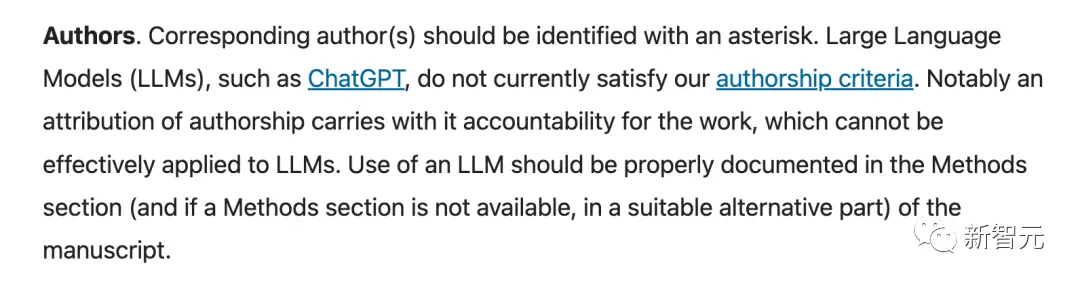 Authors. Corresponding author(s) should be identified with an asterisk. Large Language
Models (LLMs), such as ChatGPT, do not currently satisfy our authorship criteria. Notably an
attribution of authorship carries with it accountability for the work, which cannot be
effectively applied to LLMs. Use of an LLM should be properly documented in the Methods
section (and if a Methods section is not available, in a suitable alternative part) of the
manuscript.
新智元